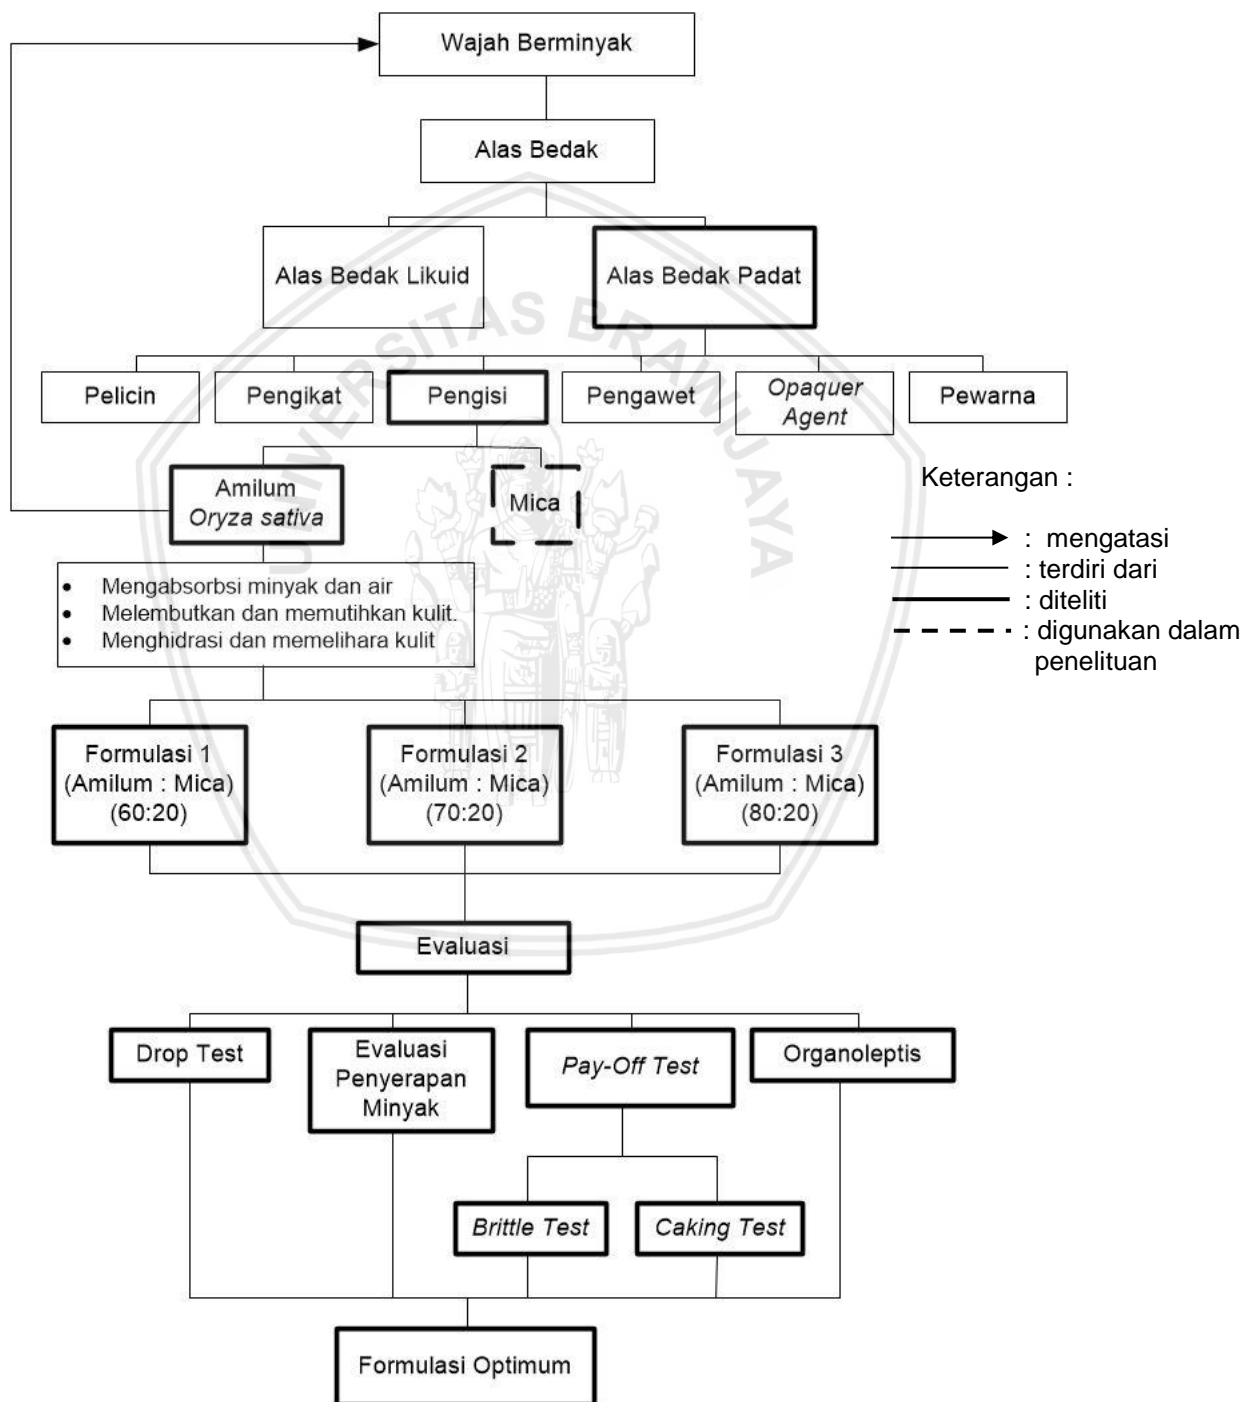 Wajah Berminyak
Alas Bedak
Alas Bedak Likuid
Alas Bedak Padat
Pelicin
Pengikat
Pengisi
Pengawet
Opaquer
Agent
Pewarna
Amilum
Oryza sativa
Mica
Keterangan :
: mengatasi
: terdiri dari
: diteliti
: digunakan dalam
penelituan
• Mengabsorbsi minyak dan air
• Melembutkan dan memutihkan kulit.
• Menghidrasi dan memelihara kulit
Formulasi 1
(Amilum : Mica)
(60:20)
Formulasi 2
(Amilum : Mica)
(70:20)
Formulasi 3
(Amilum : Mica)
(80:20)
Evaluasi
Drop Test
Evaluasi
Penyerapan
Minyak
Pay-Off Test
Organoleptis
Brittle Test
Caking Test
Formulasi Optimum
UNIVERSITAS BRAWIJAYA